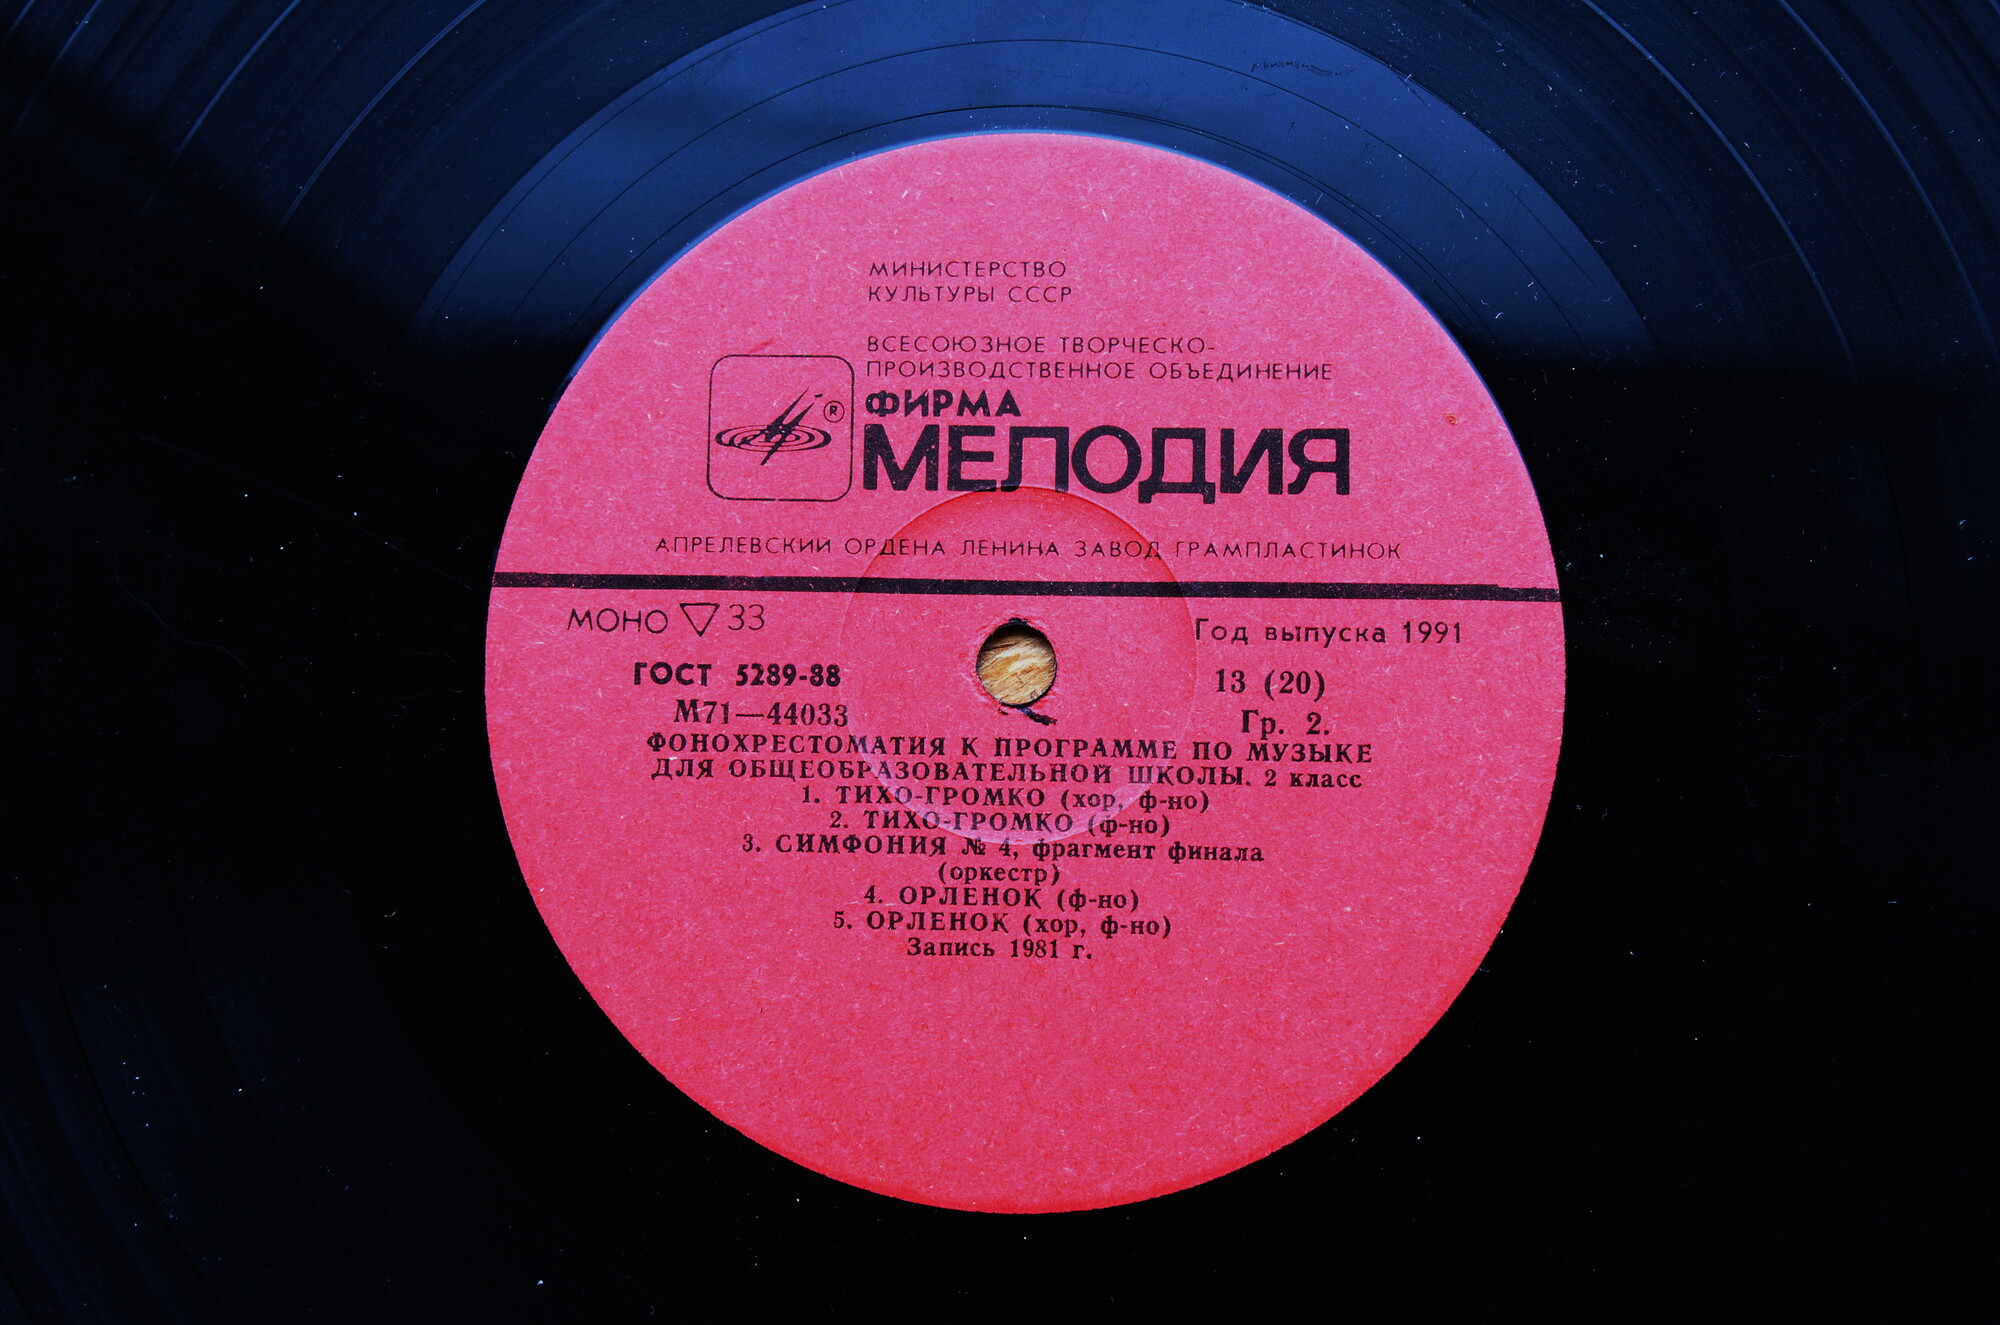 МИНИСТЕРСТВО
КУЛЬТУРЫ СССР
ВСЕСОЮЗНОЕ ТВОРЧЕСКО-
ПРОИЗВОДСТВЕННОЕ ОБЪЕДИНЕНИЕ
®
ФИРМА
МЕЛОДИЯ
АПРЕЛЕВСКИЙ ОРДЕНА ЛЕНИНА ЗАВОД ГРАМПЛАСТИНОК
МОНО ▽ 33
Год выпуска 1991
ГОСТ 5289-88
13 (20)
М71—44033
Гр. 2.
ФОНОХРЕСТОМАТИЯ К ПРОГРАММЕ ПО МУЗЫКЕ
ДЛЯ ОБЩЕОБРАЗОВАТЕЛЬНОЙ ШКОЛЫ. 2 класс
1. ТИХО-ГРОМКО (хор, ф-но)
2. ТИХО-ГРОМКО (ф-но)
3. СИМФОНИЯ № 4, фрагмент финала
(оркестр)
4. ОРЛЕНОК (ф-но)
5. ОРЛЕНОК (хор, ф-но)
Запись 1981 г.